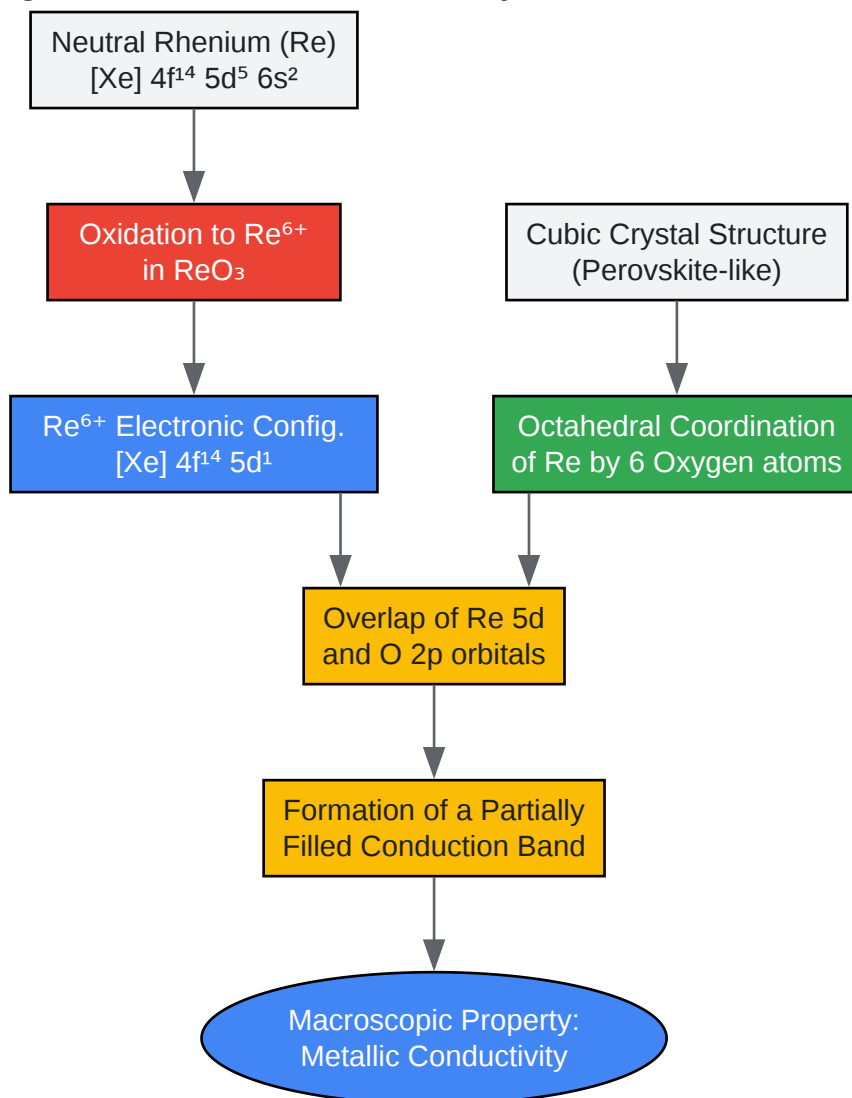 Neutral Rhenium (Re)
[Xe] 4f¹⁴ 5d⁵ 6s²
Oxidation to Re⁶⁺
in ReO₃
Cubic Crystal Structure
(Perovskite-like)
Re⁶⁺ Electronic Config.
[Xe] 4f¹⁴ 5d¹
Octahedral Coordination
of Re by 6 Oxygen atoms
Overlap of Re 5d
and O 2p orbitals
Formation of a Partially
Filled Conduction Band
Macroscopic Property:
Metallic Conductivity